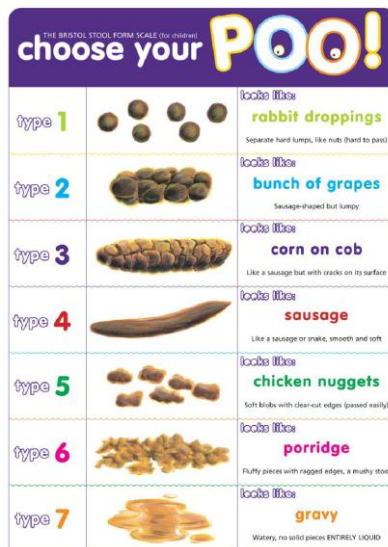 THE BRISTOL STOOL FORM SCALE (for children)
choose your POO!
type 1
looks like:
rabbit droppings
Separate hard lumps, like nuts (hard to pass)
type 2
looks like:
bunch of grapes
Sausage-shaped but lumpy
type 3
looks like:
corn on cob
Like a sausage but with cracks on its surface
type 4
looks like:
sausage
Like a sausage or snake, smooth and soft
type 5
looks like:
chicken nuggets
Soft blobs with clear-cut edges (passed easily)
type 6
looks like:
porridge
Fluffy pieces with ragged edges, a mushy stoo
type 7
looks like:
gravy
Watery, no solid pieces ENTIRELY LIQUID